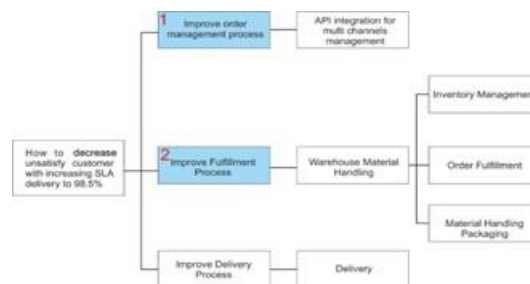 1
Improve order
management process
API integration for
multi channels
management
How to decrease
unsatisfy customer
with increasing SLA
delivery to 98.5%
2
Improve Fulfillment
Process
Warehouse Material
Handling
Inventory Management
Order Fulfillment
Material Handling
Packaging
Improve Delivery
Process
Delivery